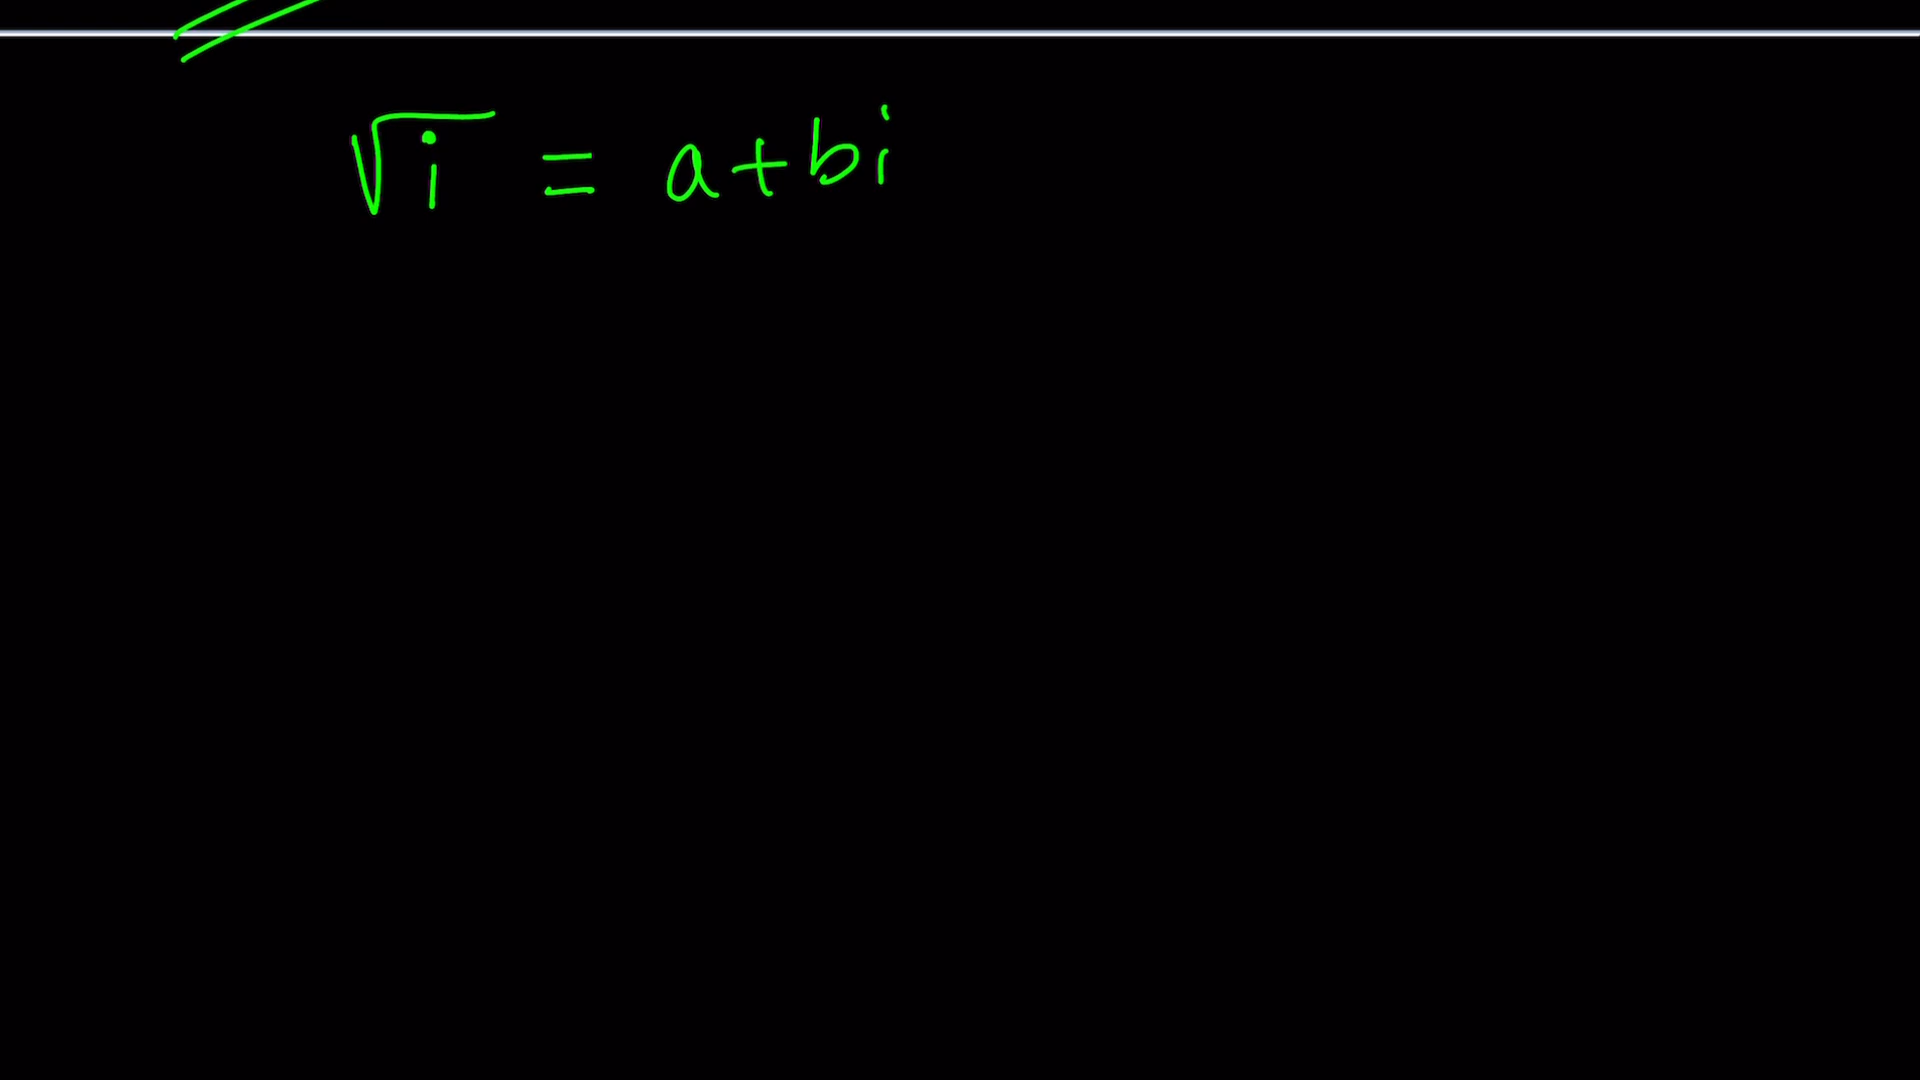 √i = a+bi